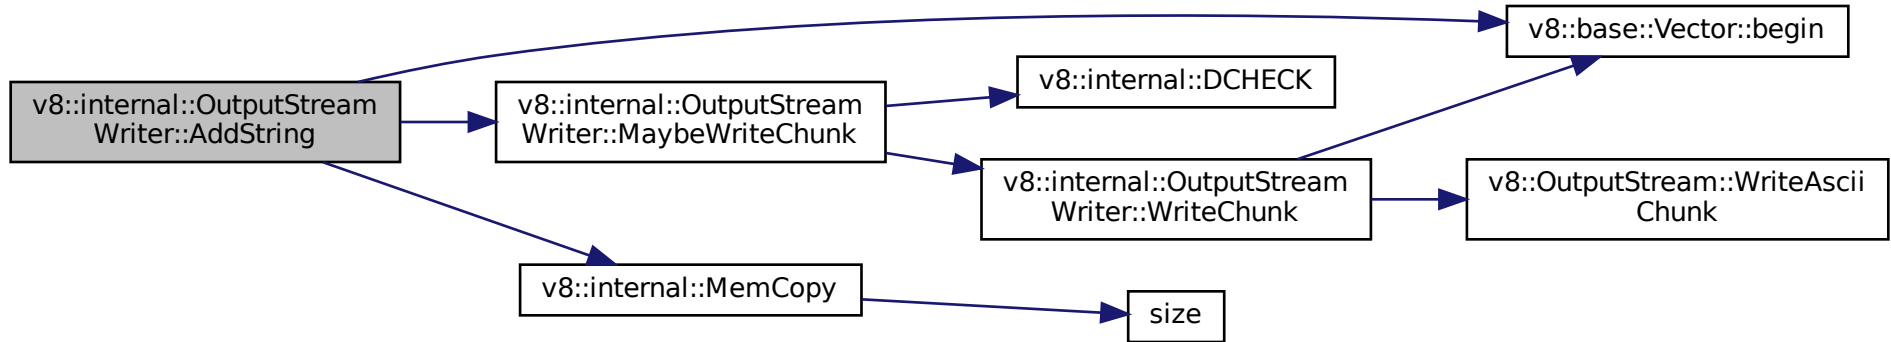 v8::internal::OutputStream
Writer::AddString
v8::base::Vector::begin
v8::internal::OutputStream
Writer::MaybeWriteChunk
v8::internal::MemCopy
v8::internal::DCHECK
v8::internal::OutputStream
Writer::WriteChunk
v8::OutputStream::WriteAscii
Chunk
size